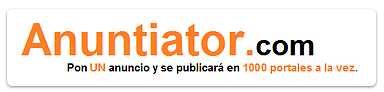 Anuntiator.com
Pon UN anuncio y se publicará en 1000 portales a la vez.